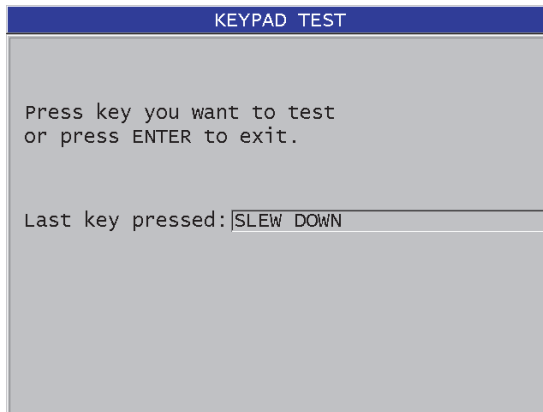 KEYPAD TEST
Press key you want to test
or press ENTER to exit.
Last key pressed: SLEW DOWN